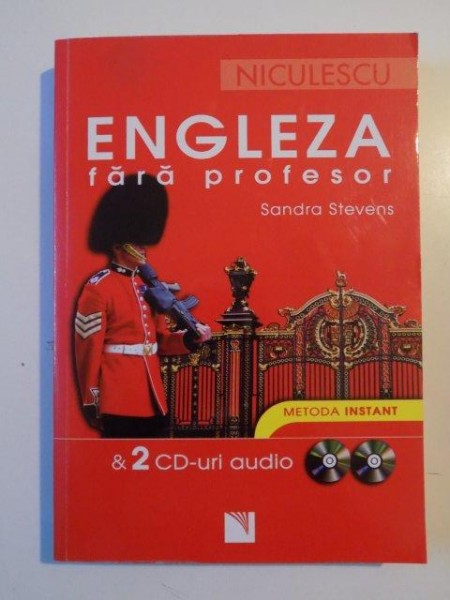 NICULESCU
ENGLEZA
fără profesor
Sandra Stevens
METODA INSTANT
& 2 CD-uri audio